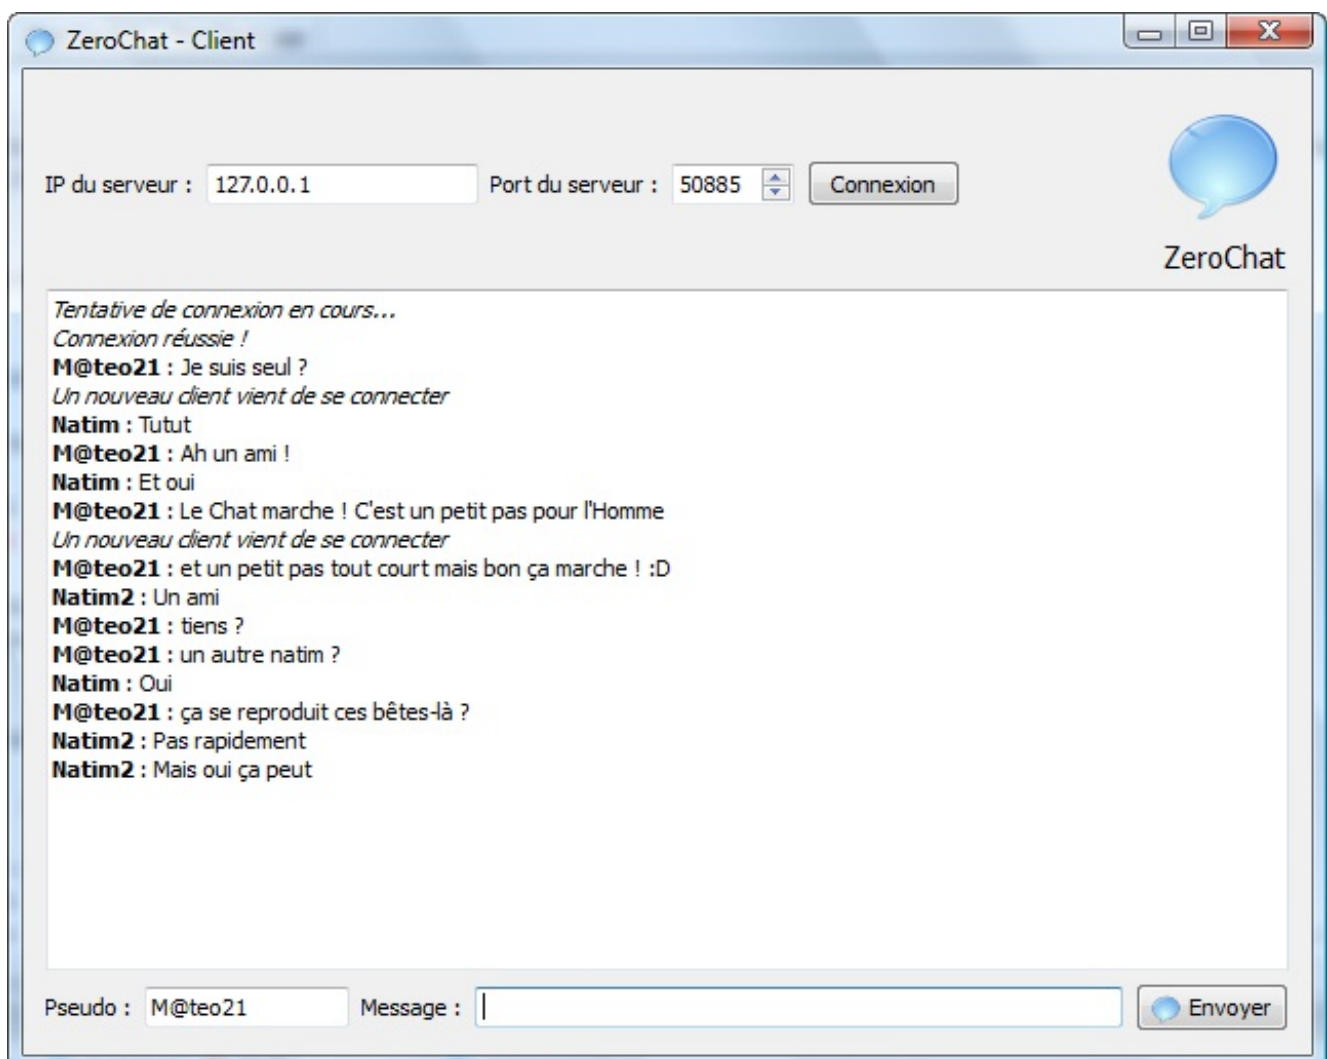 ZeroChat - Client
IP du serveur : 127.0.0.1 Port du serveur : 50885 Connexion
ZeroChat
Tentative de connexion en cours...
Connexion réussie !
M@teo21 : Je suis seul ?
Un nouveau client vient de se connecter
Natim : Tutut
M@teo21 : Ah un ami !
Natim : Et oui
M@teo21 : Le Chat marche ! C'est un petit pas pour l'Homme
Un nouveau client vient de se connecter
M@teo21 : et un petit pas tout court mais bon ça marche ! :D
Natim2 : Un ami
M@teo21 : tiens ?
M@teo21 : un autre natim ?
Natim : Oui
M@teo21 : ça se reproduit ces bêtes-là ?
Natim2 : Pas rapidement
Natim2 : Mais oui ça peut
Pseudo : M@teo21 Message : Envoyer